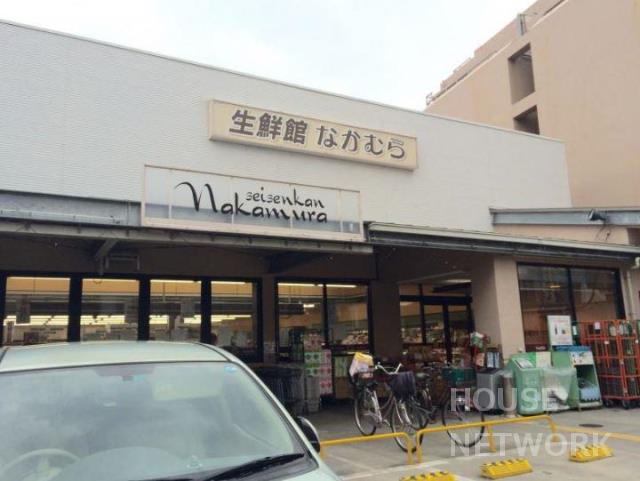 生鮮館 なかむら
seisenkan
Nakamura
HOUSE
NETWORK